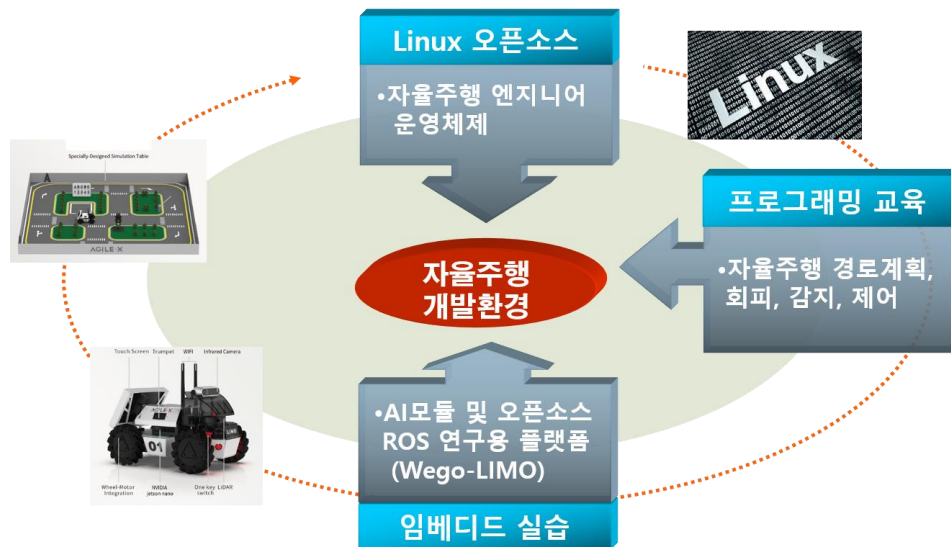 Linux 오픈소스
•자율주행 엔지니어
운영체제
Linux
Specially-Designed Simulation Table
A
AGILE X
프로그래밍 교육
•자율주행 경로계획,
회피, 감지, 제어
자율주행
개발환경
Touch Screen Trumpet WIFI Infrared Camera
AGILE X
LIMO
01
Wheel-Motor
Integration
NVIDIA
jetson nano
One key
switch
LiDAR
•AI모듈 및 오픈소스
ROS 연구용 플랫폼
(Wego-LIMO)
임베디드 실습